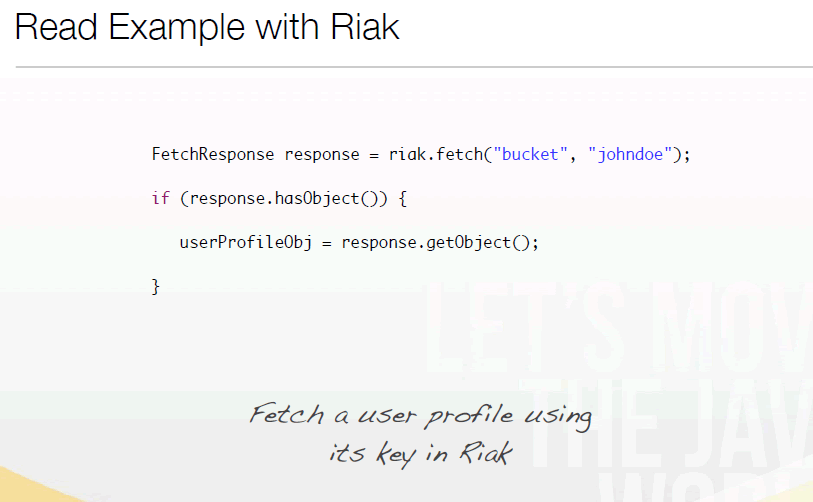 Read Example with Riak
FetchResponse response = riak.fetch("bucket", "johndoe");
if (response.hasObject()) {
userProfileObj = response.getObject();
}
LET'S MOV
THE JAV
WORL
Fetch a user profile using
its key in Riak